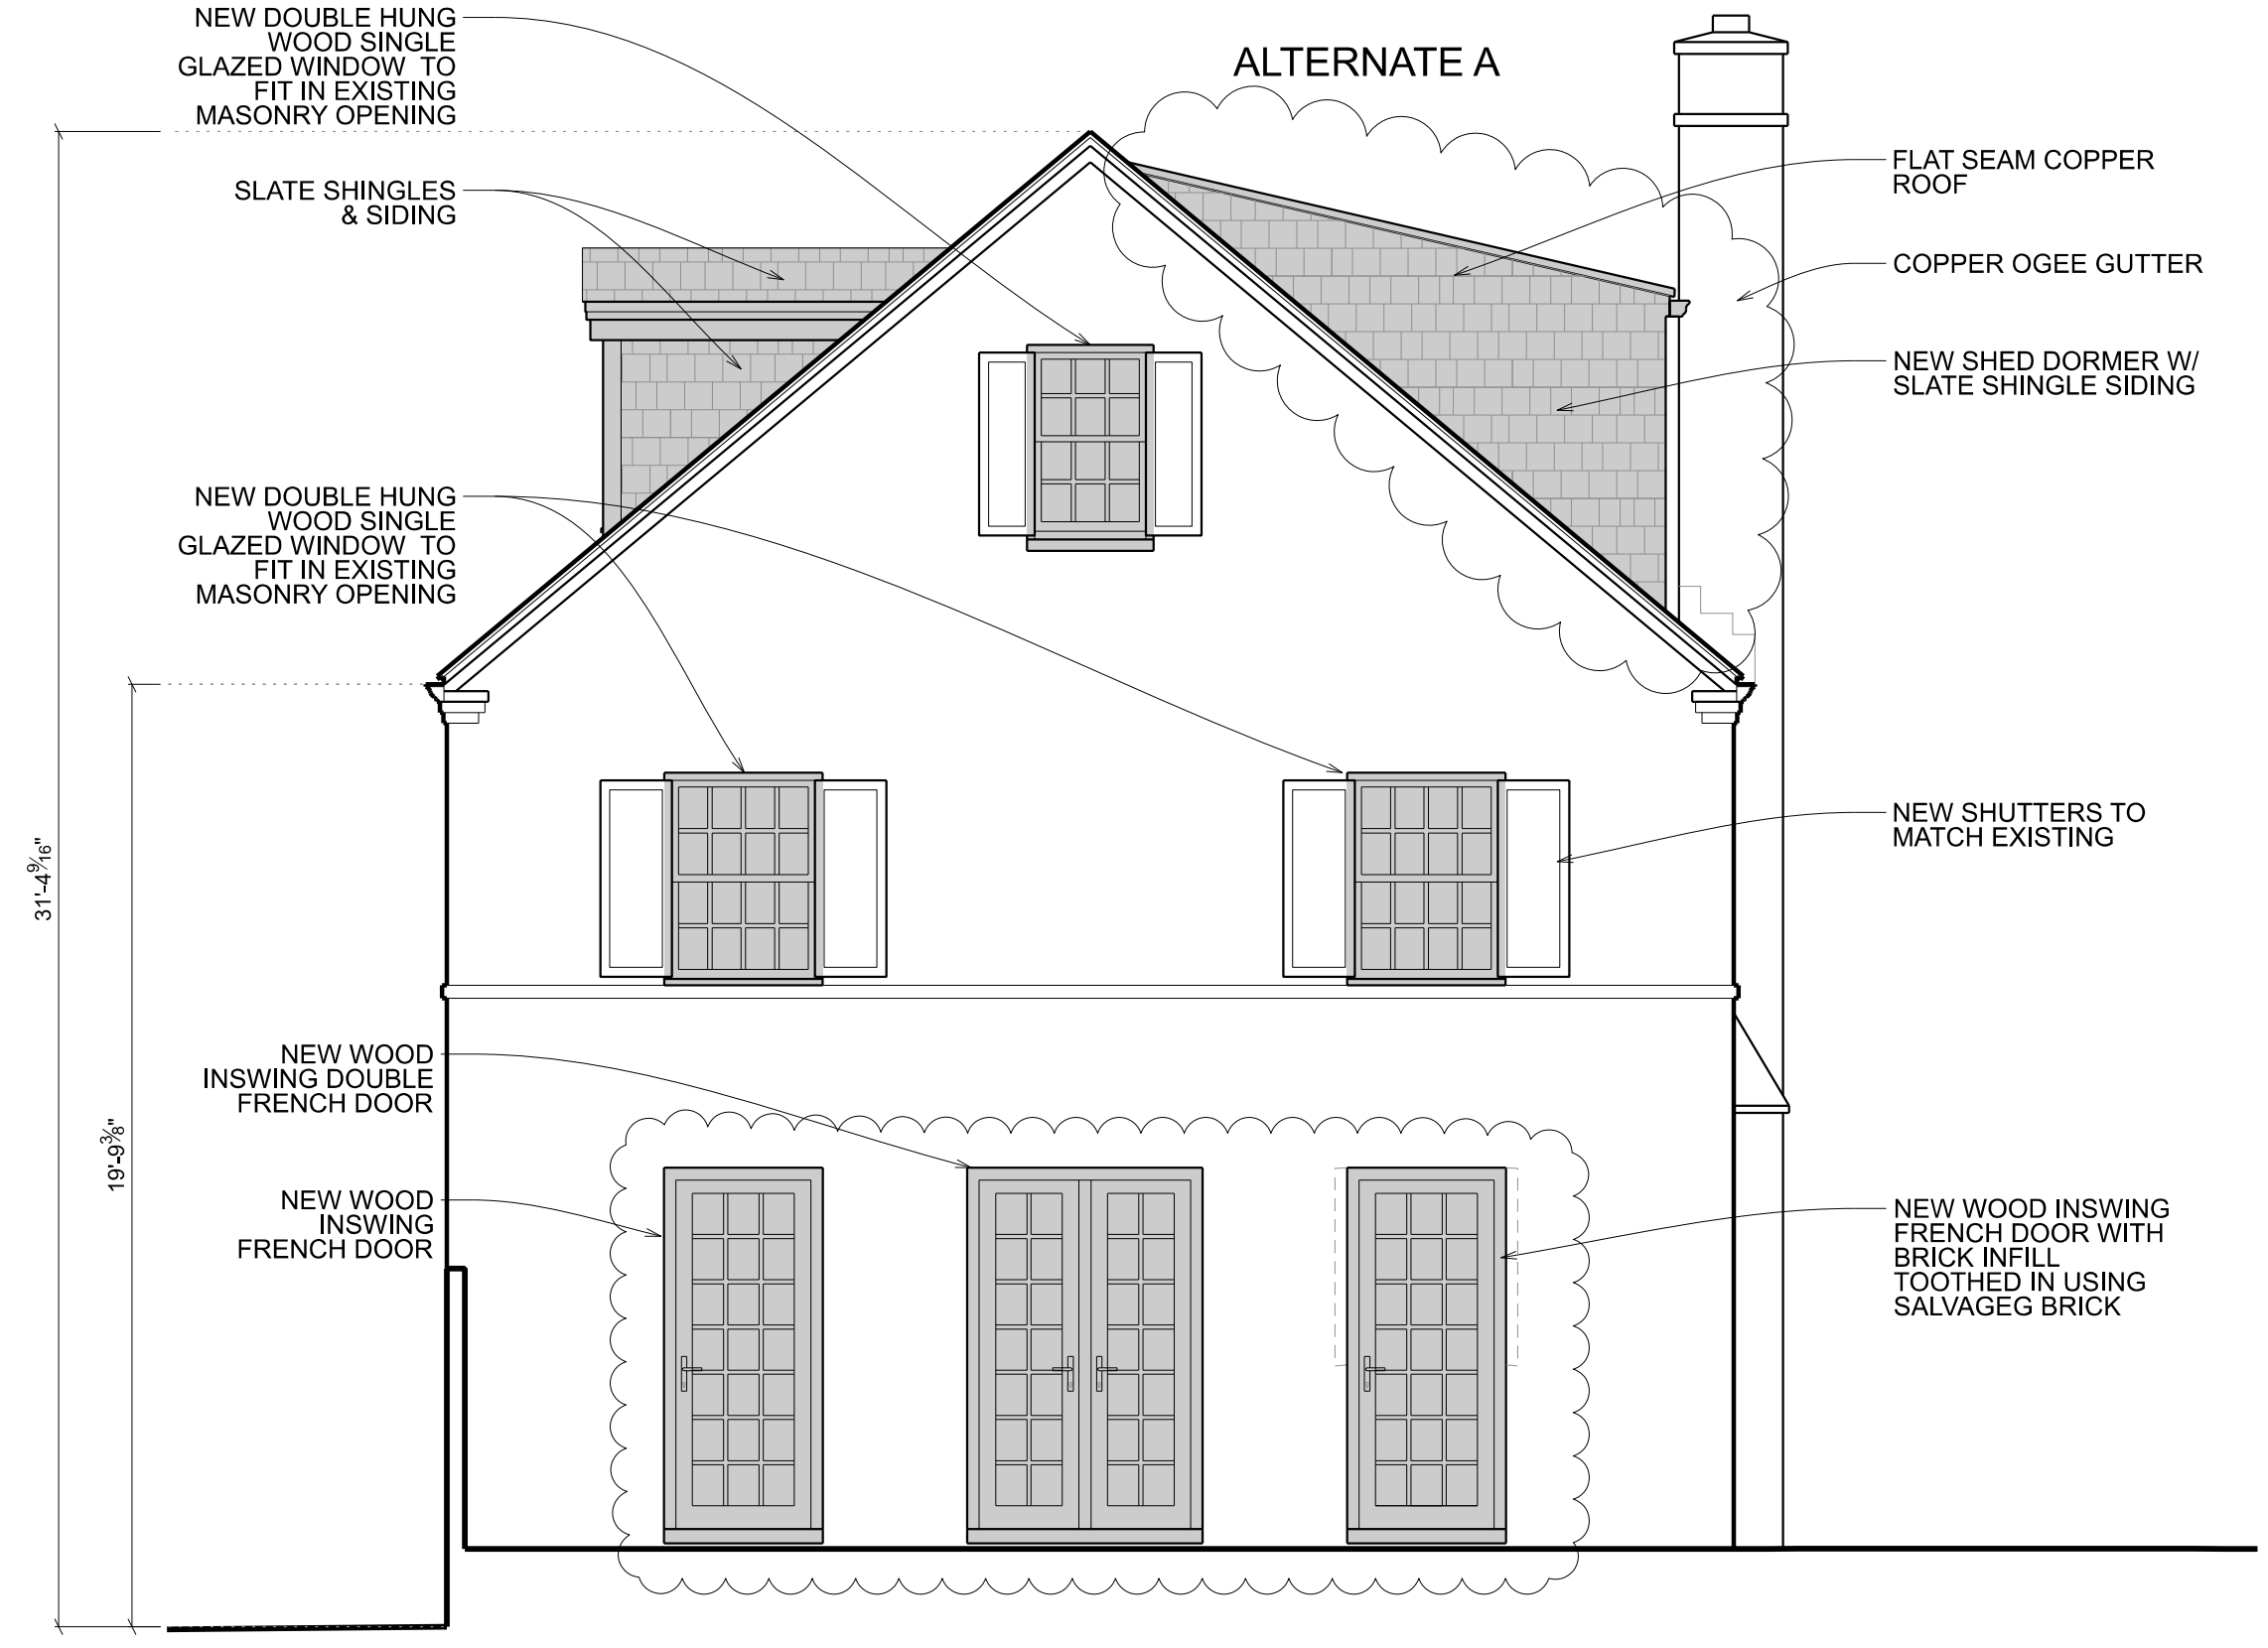 NEW DOUBLE HUNG
WOOD SINGLE
GLAZED WINDOW TO
FIT IN EXISTING
MASONRY OPENING
ALTERNATE A
SLATE SHINGLES
& SIDING
FLAT SEAM COPPER
ROOF
COPPER OGEE GUTTER
NEW SHED DORMER W/
SLATE SHINGLE SIDING
NEW DOUBLE HUNG
WOOD SINGLE
GLAZED WINDOW TO
FIT IN EXISTING
MASONRY OPENING
NEW SHUTTERS TO
MATCH EXISTING
31'-4 9/16"
19'-9 3/8"
NEW WOOD
INSWING DOUBLE
FRENCH DOOR
NEW WOOD
INSWING
FRENCH DOOR
NEW WOOD INSWING
FRENCH DOOR WITH
BRICK INFILL
TOOTHED IN USING
SALVAGEG BRICK